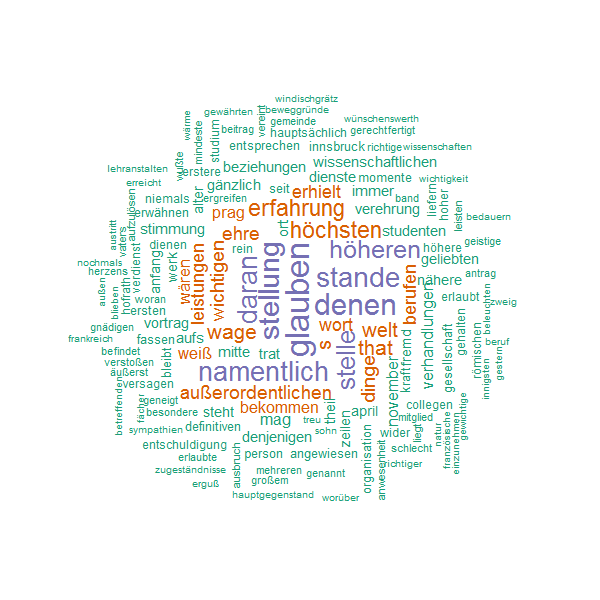 windischgrätz
gewährten
beweggründe
vereint
gemeinde
wünschenswerth
wärme
mindeste
studium
beitrag
hauptsächlich
gerechtfertigt
wußte
entsprechen
innsbruck
richtige
wissenschaften
lehranstalten
erstere
beziehungen
dienste
wissenschaftlichen
momente
wichtigkeit
erreicht
gänzlich
seit
erhielt
immer
band
liefern
hoher
leisten
niemals
alter
ergreifen
erfahrung
verehrung
bedauern
aufzulösen
erwähnen
prag
ort
höchsten
studenten
austritt
vaters
verdienst
stimmung
ehre
höheren
höhere
geistige
dienen
rein
geliebten
nochmals
herzens
anfang
werk
wären
leistungen
wichtigen
daran
stellung
glauben
stande
berufen
nähere
antrag
außen
blieben
hofrath
woran
ersten
denen
verhandlungen
erlaubt
zweig
gnädigen
vortrag
aufs
wage
wort
welt
kraft
fremd
gesellschaft
gehalten
römischen
beleuchten
frankreich
fassen
s
that
beruf
befindet
bleibt
weiß
mitte
trat
stelle
dinge
november
innigsten
gestern
verstoßen
äußerst
namentlich
versagen
außerordentlichen
betreffenden
fächer
geneigt
besondere
steht
bekommen
theil
zeilen
april
collegen
mitglied
gewichtige
sympathien
definitiven
mag
treu
sohn
wider
liegt
natur
französische
einzunehmen
entschuldigung
denjenigen
schlecht
erlaubte
ausbruch
person
angewiesen
organisation
anwesenheit
richtiger
zugeständnisse
mehreren
genannt
erguß
großem
hauptgegenstand
worüber